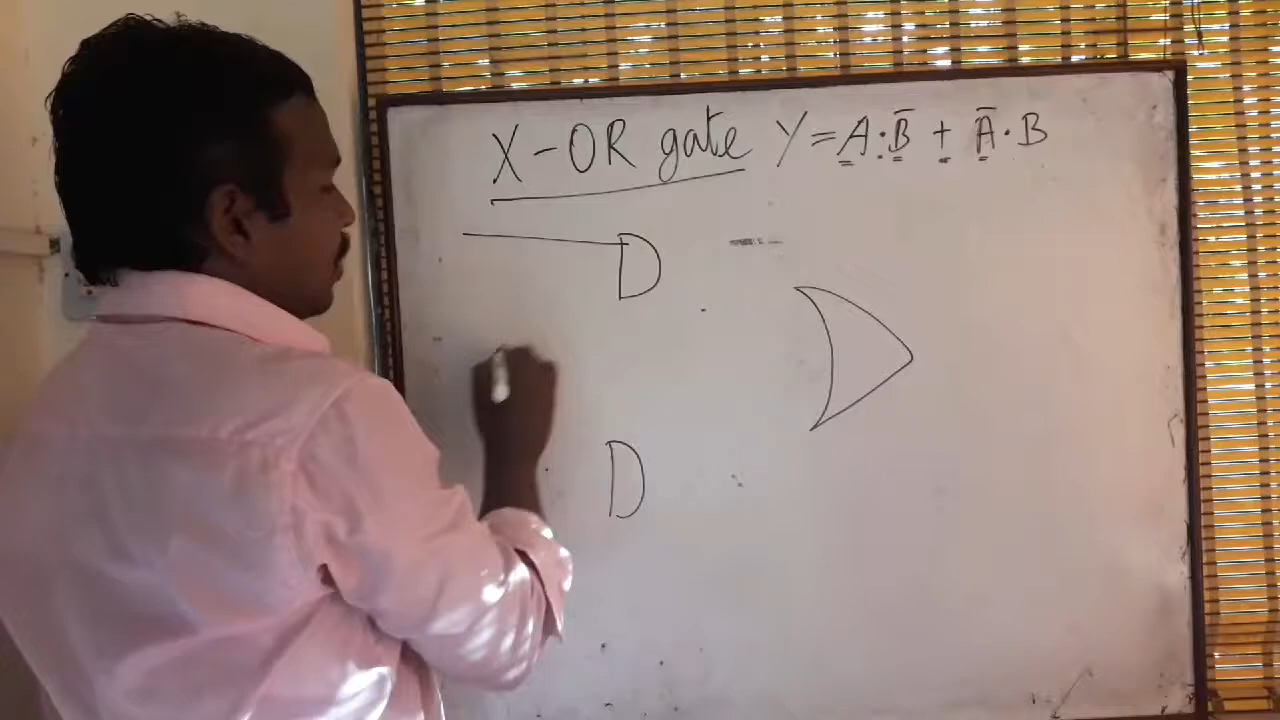 X-OR gate Y = A·B̅ + A̅·B